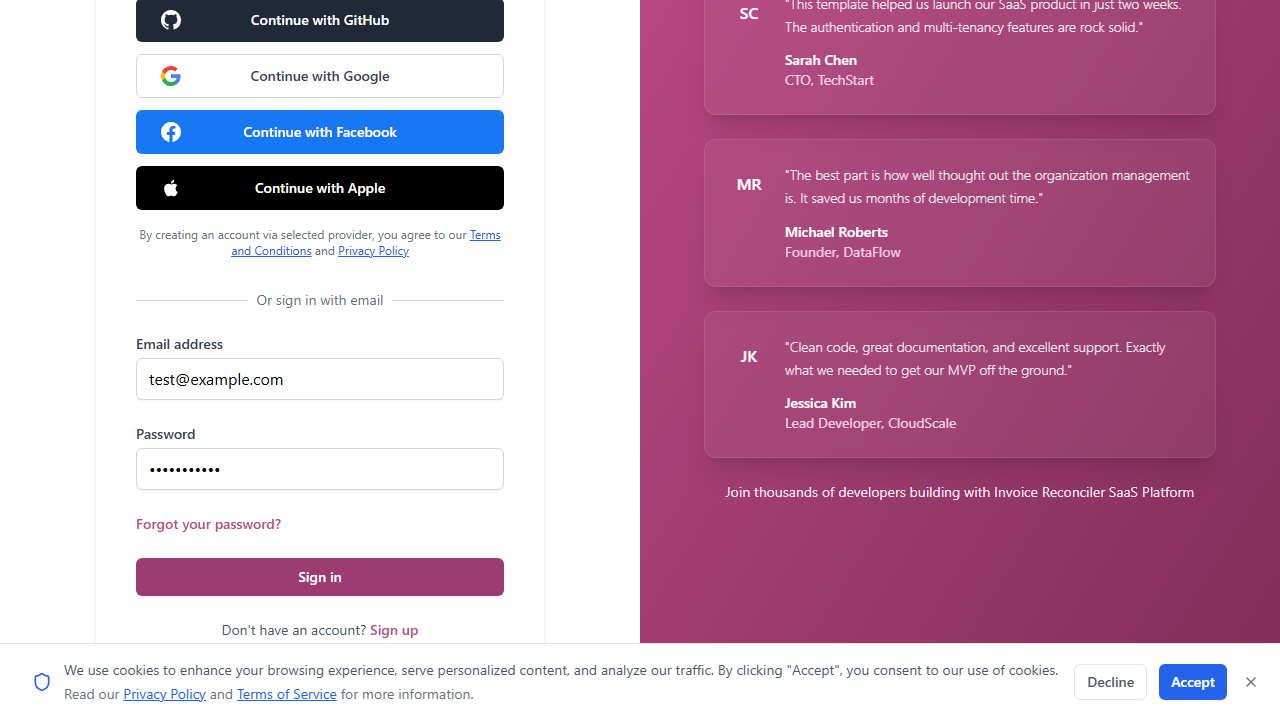 Continue with GitHub
Continue with Google
Continue with Facebook
Continue with Apple
By creating an account via selected provider, you agree to our Terms
and Conditions and Privacy Policy
Or sign in with email
Email address
test@example.com
Password
•••••••••••
Forgot your password?
Sign in
Don't have an account? Sign up
SC
"This template helped us launch our SaaS product in just two weeks.
The authentication and multi-tenancy features are rock solid."
Sarah Chen
CTO, TechStart
MR
"The best part is how well thought out the organization management
is. It saved us months of development time."
Michael Roberts
Founder, DataFlow
JK
"Clean code, great documentation, and excellent support. Exactly
what we needed to get our MVP off the ground."
Jessica Kim
Lead Developer, CloudScale
Join thousands of developers building with Invoice Reconciler SaaS Platform
We use cookies to enhance your browsing experience, serve personalized content, and analyze our traffic. By clicking "Accept", you consent to our use of cookies.
Read our Privacy Policy and Terms of Service for more information.
Decline
Accept